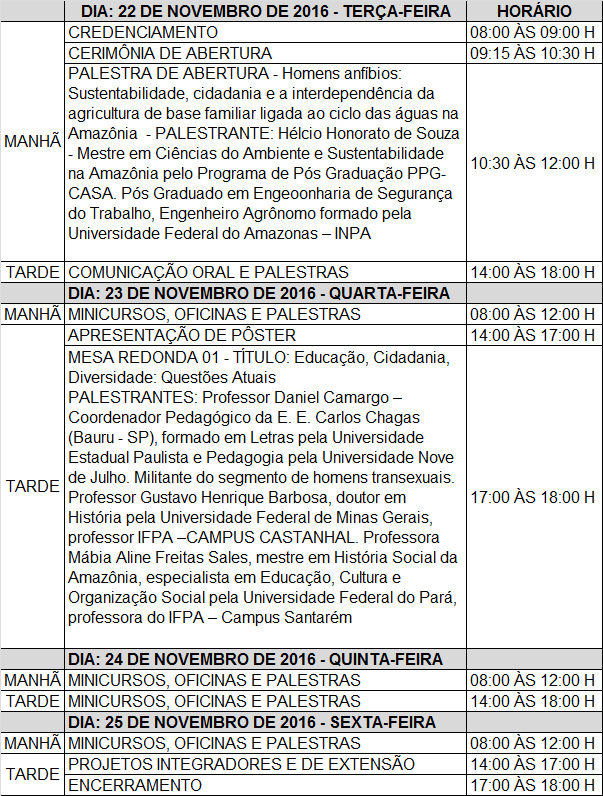 DIA: 22 DE NOVEMBRO DE 2016 - TERÇA-FEIRA HORÁRIO
MANHÃ
CREDENCIAMENTO 08:00 ÀS 09:00 H
CERIMÔNIA DE ABERTURA 09:15 ÀS 10:30 H
PALESTRA DE ABERTURA - Homens anfíbios:
Sustentabilidade, cidadania e a interdependência da
agricultura de base familiar ligada ao ciclo das águas na
Amazônia - PALESTRANTE: Hélcio Honorato de Souza
- Mestre em Ciências do Ambiente e Sustentabilidade
na Amazônia pelo Programa de Pós Graduação PPG-
CASA. Pós Graduado em Engeoonharia de Segurança
do Trabalho, Engenheiro Agrônomo formado pela
Universidade Federal do Amazonas – INPA
10:30 ÀS 12:00 H
TARDE COMUNICAÇÃO ORAL E PALESTRAS 14:00 ÀS 18:00 H
DIA: 23 DE NOVEMBRO DE 2016 - QUARTA-FEIRA
MANHÃ MINICURSOS, OFICINAS E PALESTRAS 08:00 ÀS 12:00 H
TARDE
APRESENTAÇÃO DE PÔSTER 14:00 ÀS 17:00 H
MESA REDONDA 01 - TÍTULO: Educação, Cidadania,
Diversidade: Questões Atuais
PALESTRANTES: Professor Daniel Camargo –
Coordenador Pedagógico da E. E. Carlos Chagas
(Bauru - SP), formado em Letras pela Universidade
Estadual Paulista e Pedagogia pela Universidade Nove
de Julho. Militante do segmento de homens transexuais.
Professor Gustavo Henrique Barbosa, doutor em
História pela Universidade Federal de Minas Gerais,
professor IFPA –CAMPUS CASTANHAL. Professora
Mábia Aline Freitas Sales, mestre em História Social da
Amazônia, especialista em Educação, Cultura e
Organização Social pela Universidade Federal do Pará,
professora do IFPA – Campus Santarém
17:00 ÀS 18:00 H
DIA: 24 DE NOVEMBRO DE 2016 - QUINTA-FEIRA
MANHÃ MINICURSOS, OFICINAS E PALESTRAS 08:00 ÀS 12:00 H
TARDE MINICURSOS, OFICINAS E PALESTRAS 14:00 ÀS 18:00 H
DIA: 25 DE NOVEMBRO DE 2016 - SEXTA-FEIRA
MANHÃ MINICURSOS, OFICINAS E PALESTRAS 08:00 ÀS 12:00 H
TARDE
PROJETOS INTEGRADORES E DE EXTENSÃO 14:00 ÀS 17:00 H
ENCERRAMENTO 17:00 ÀS 18:00 H